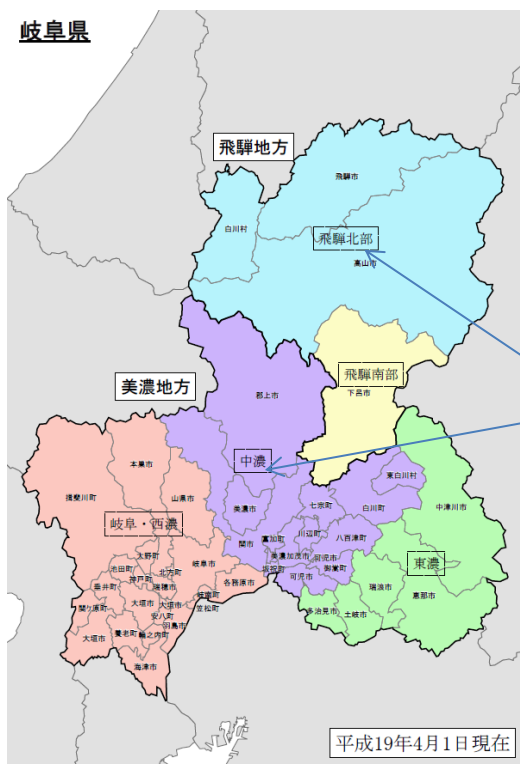 岐阜県
飛騨地方
飛騨市
白川村
飛騨北部
高山市
美濃地方
飛騨南部
下呂市
郡上市
中濃
本巣市
揖斐川町
山県市
岐阜・西濃
美濃市
関市
七宗町
東白川村
白川町
中津川市
富加町
川辺町
八百津町
美濃加茂市
可児市
坂祝町
御嵩町
可児市
東濃
大野町
池田町
北方町
岐阜市
神戸町
瑞穂市
各務原市
垂井町
岐南町
関ケ原町
大垣市
大垣市
笠松町
安八町
羽島市
大垣市
養老町
輪之内町
海津市
多治見市
土岐市
瑞浪市
恵那市
平成19年4月1日現在